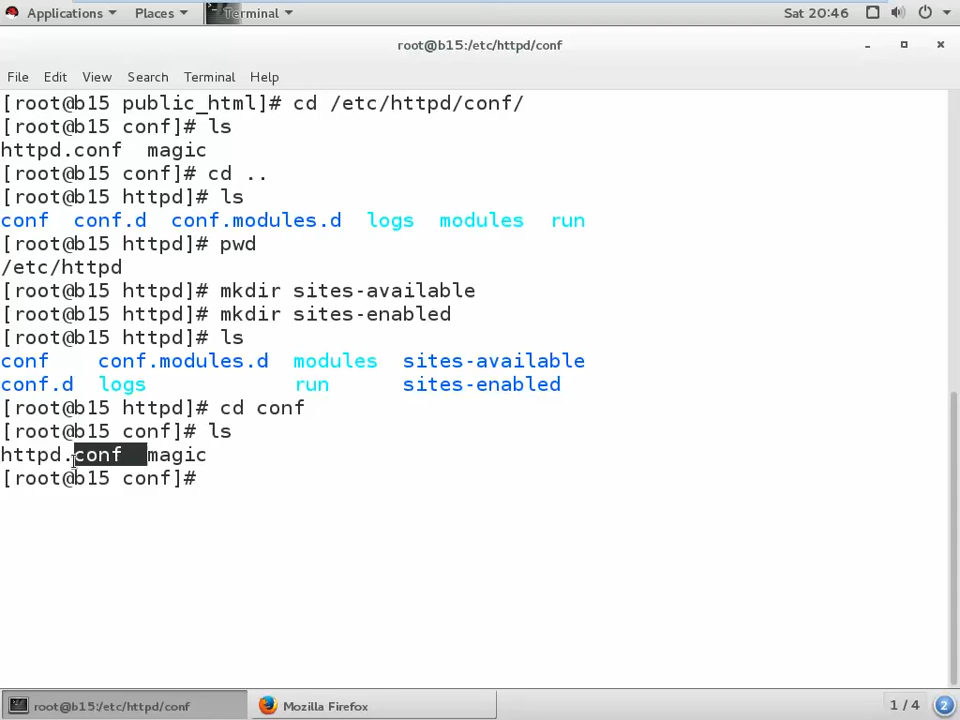 Applications Places Terminal Sat 20:46
root@b15:/etc/httpd/conf
File Edit View Search Terminal Help
[root@b15 public_html]# cd /etc/httpd/conf/
[root@b15 conf]# ls
httpd.conf  magic
[root@b15 conf]# cd ..
[root@b15 httpd]# ls
conf  conf.d  conf.modules.d  logs  modules  run
[root@b15 httpd]# pwd
/etc/httpd
[root@b15 httpd]# mkdir sites-available
[root@b15 httpd]# mkdir sites-enabled
[root@b15 httpd]# ls
conf    conf.modules.d  modules  sites-available
conf.d  logs            run      sites-enabled
[root@b15 httpd]# cd conf
[root@b15 conf]# ls
httpd.conf  magic
[root@b15 conf]#
root@b15:/etc/httpd/conf Mozilla Firefox 1 / 4 2